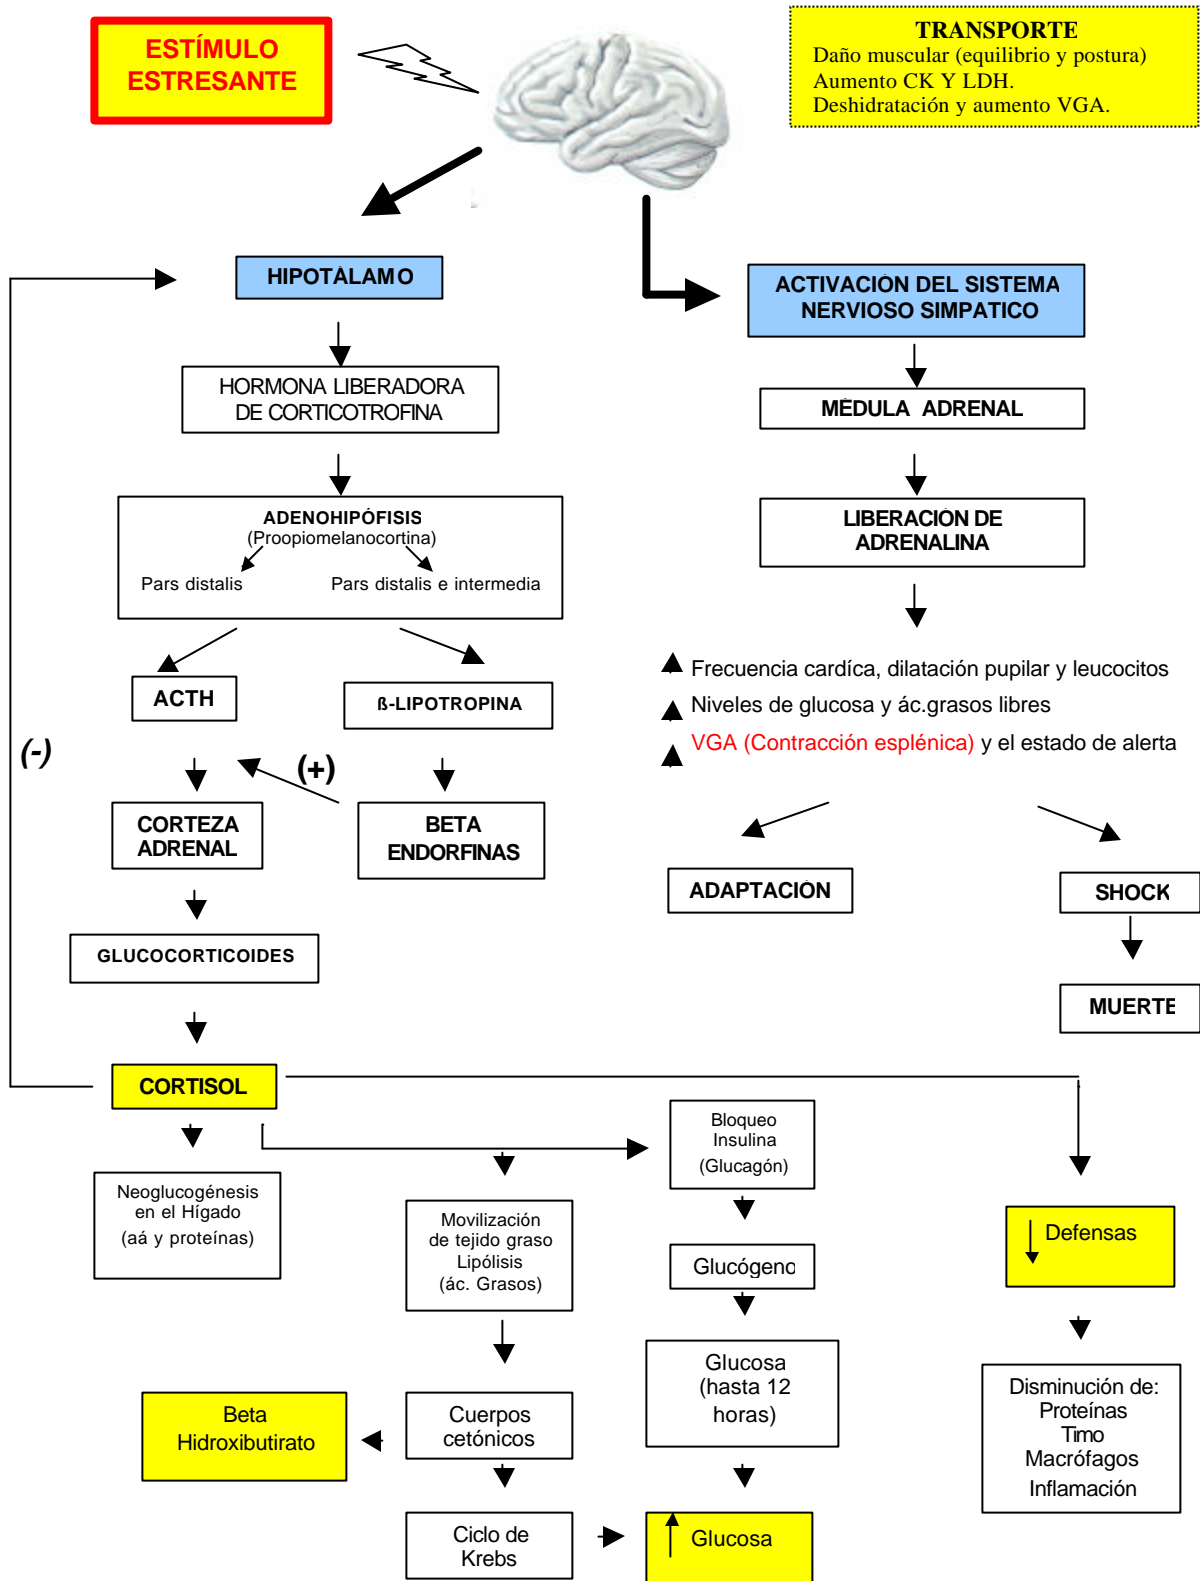 ESTÍMULO
ESTRESANTE
TRANSPORTE
Daño muscular (equilibrio y postura)
Aumento CK Y LDH.
Deshidratación y aumento VGA.
HIPOTÁLAMO
ACTIVACIÓN DEL SISTEMA
NERVIOSO SIMPATICO
HORMONA LIBERADORA
DE CORTICOTROFINA
MÉDULA ADRENAL
ADENOHIPÓFISIS
(Proopiomelanocortina)
Pars distalis
Pars distalis e intermedia
LIBERACIÓN DE
ADRENALINA
Frecuencia cardíca, dilatación pupilar y leucocitos
Niveles de glucosa y ác.grasos libres
VGA (Contracción esplénica) y el estado de alerta
ACTH
ß-LIPOTROPINA
(-)
(+)
CORTEZA
ADRENAL
BETA
ENDORFINAS
ADAPTACIÓN
SHOCK
GLUCOCORTICOIDES
MUERTE
CORTISOL
Neoglucogénesis
en el Hígado
(aá y proteínas)
Movilización
de tejido graso
Lipólisis
(ác. Grasos)
Bloqueo
Insulina
(Glucagón)
Defensas
Glucógeno
Glucosa
(hasta 12
horas)
Disminución de:
Proteínas
Timo
Macrófagos
Inflamación
Beta
Hidroxibutirato
Cuerpos
cetónicos
Ciclo de
Krebs
Glucosa